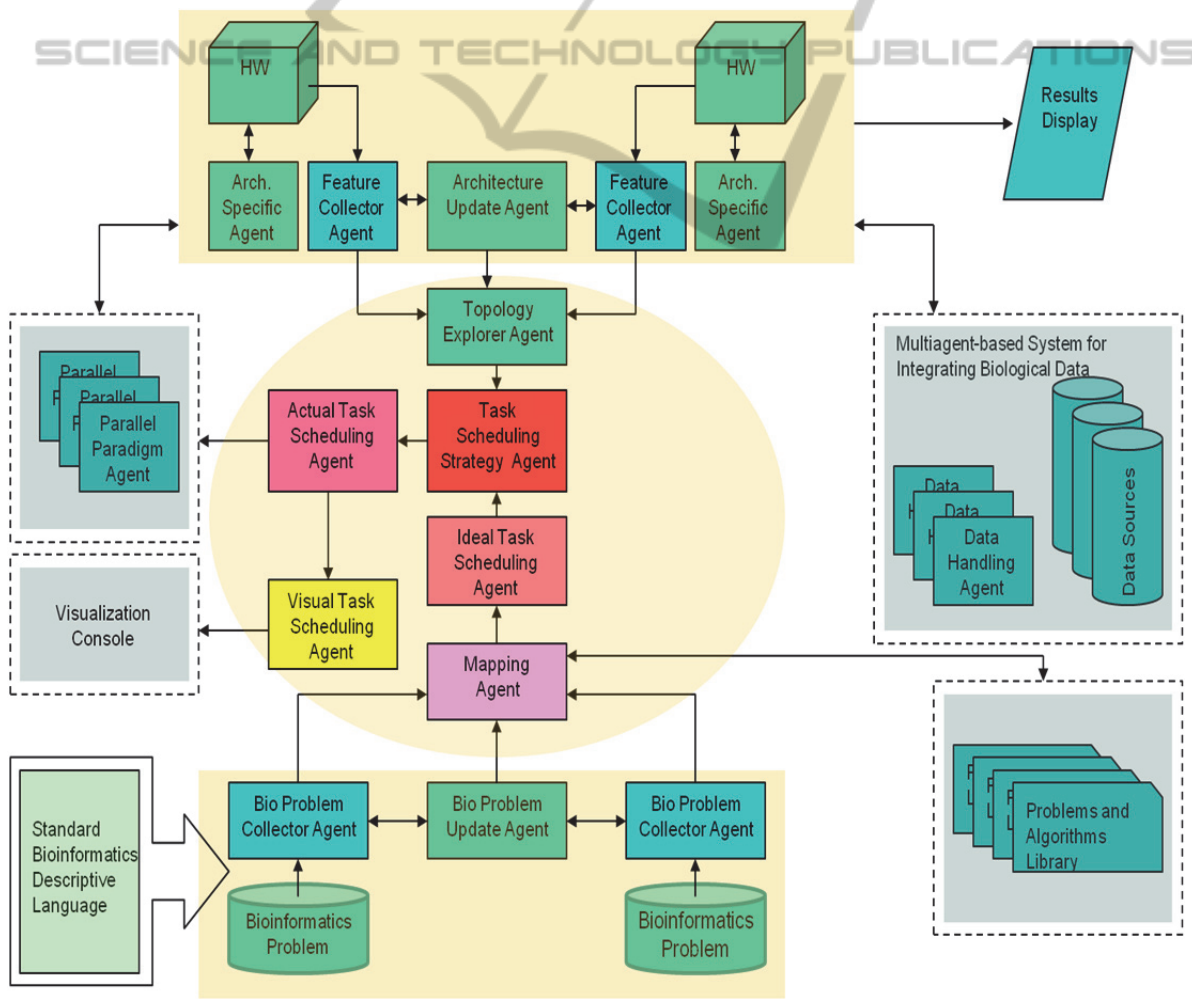 SCIENCE AND TECHNOLOGY PUBLICATIONS
HW
HW
Results
Display
Arch.
Specific
Agent
Feature
Collector
Agent
Architecture
Update Agent
Feature
Collector
Agent
Arch.
Specific
Agent
Topology
Explorer Agent
Parallel
Parallel
Parallel
Paradigm
Agent
Actual Task
Scheduling
Agent
Task
Scheduling
Strategy Agent
Multiagent-based System for
Integrating Biological Data
Data
Data
Data
Handling
Agent
Data Sources
Ideal Task
Scheduling
Agent
Visualization
Console
Visual Task
Scheduling
Agent
Mapping
Agent
Problems and
Algorithms
Library
Standard
Bioinformatics
Descriptive
Language
Bio Problem
Collector Agent
Bio Problem
Update Agent
Bio Problem
Collector Agent
Bioinformatics
Problem
Bioinformatics
Problem